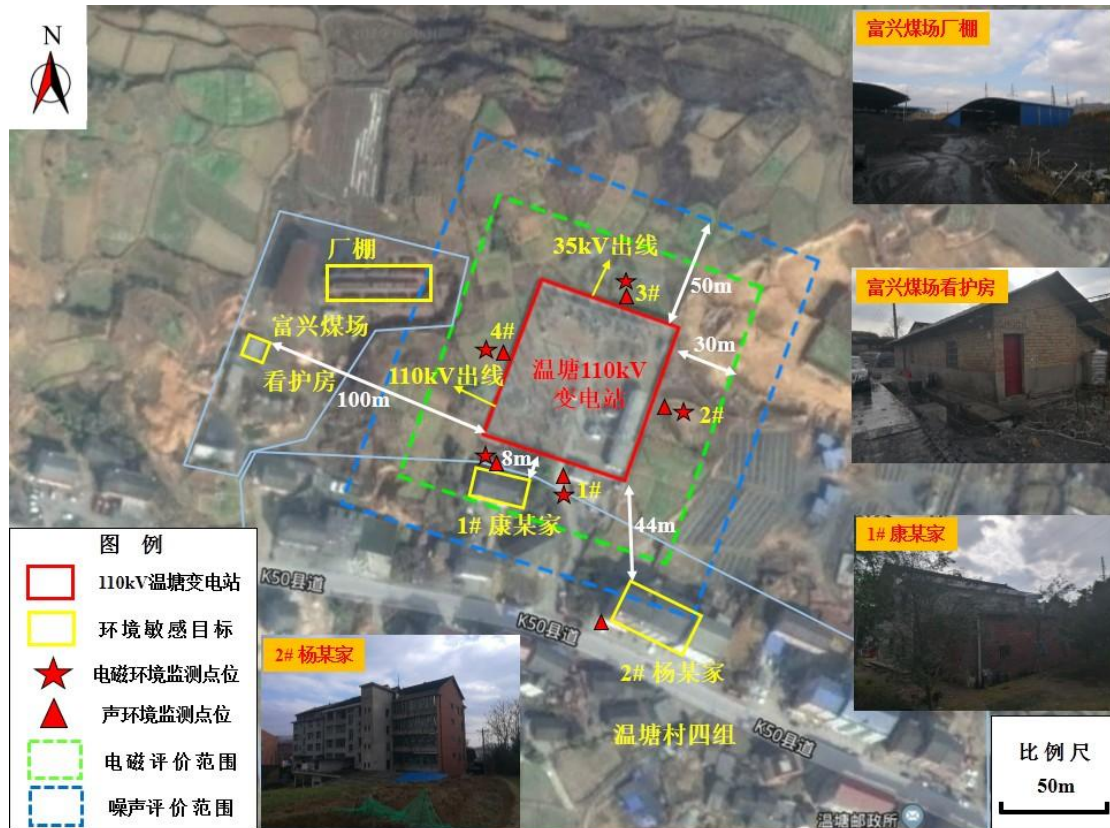 N
富兴煤场厂棚
厂棚
35kV出线
3#
50m
富兴煤场
4#
30m
富兴煤场看护房
看护房
110kV出线
温塘110kV
变电站
100m
2#
8m
1#
1# 康某家
44m
1# 康某家
图 例
110kV温塘变电站
环境敏感目标
电磁环境监测点位
声环境监测点位
电磁评价范围
噪声评价范围
K50县道
K50县道
2# 杨某家
2# 杨某家
温塘村四组
K50县道
温塘邮政所
比例尺
50m